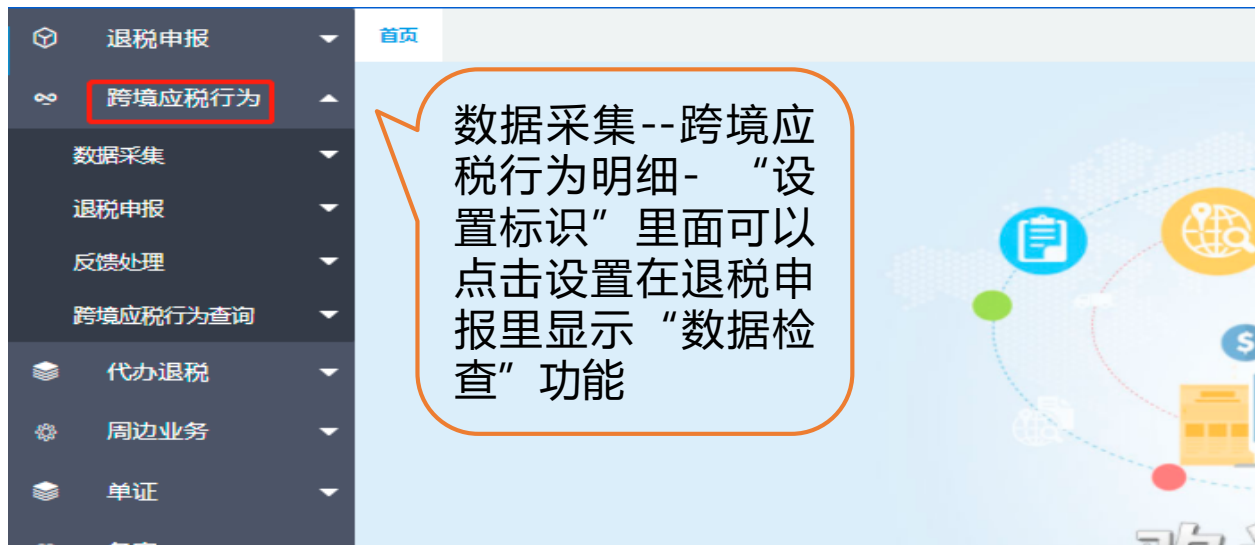 退税申报
首页
跨境应税行为
数据采集
退税申报
反馈处理
跨境应税行为查询
代办退税
周边业务
单证
数据采集--跨境应
税行为明细- “设
置标识”里面可以
点击设置在退税申
报里显示“数据检
查”功能
$